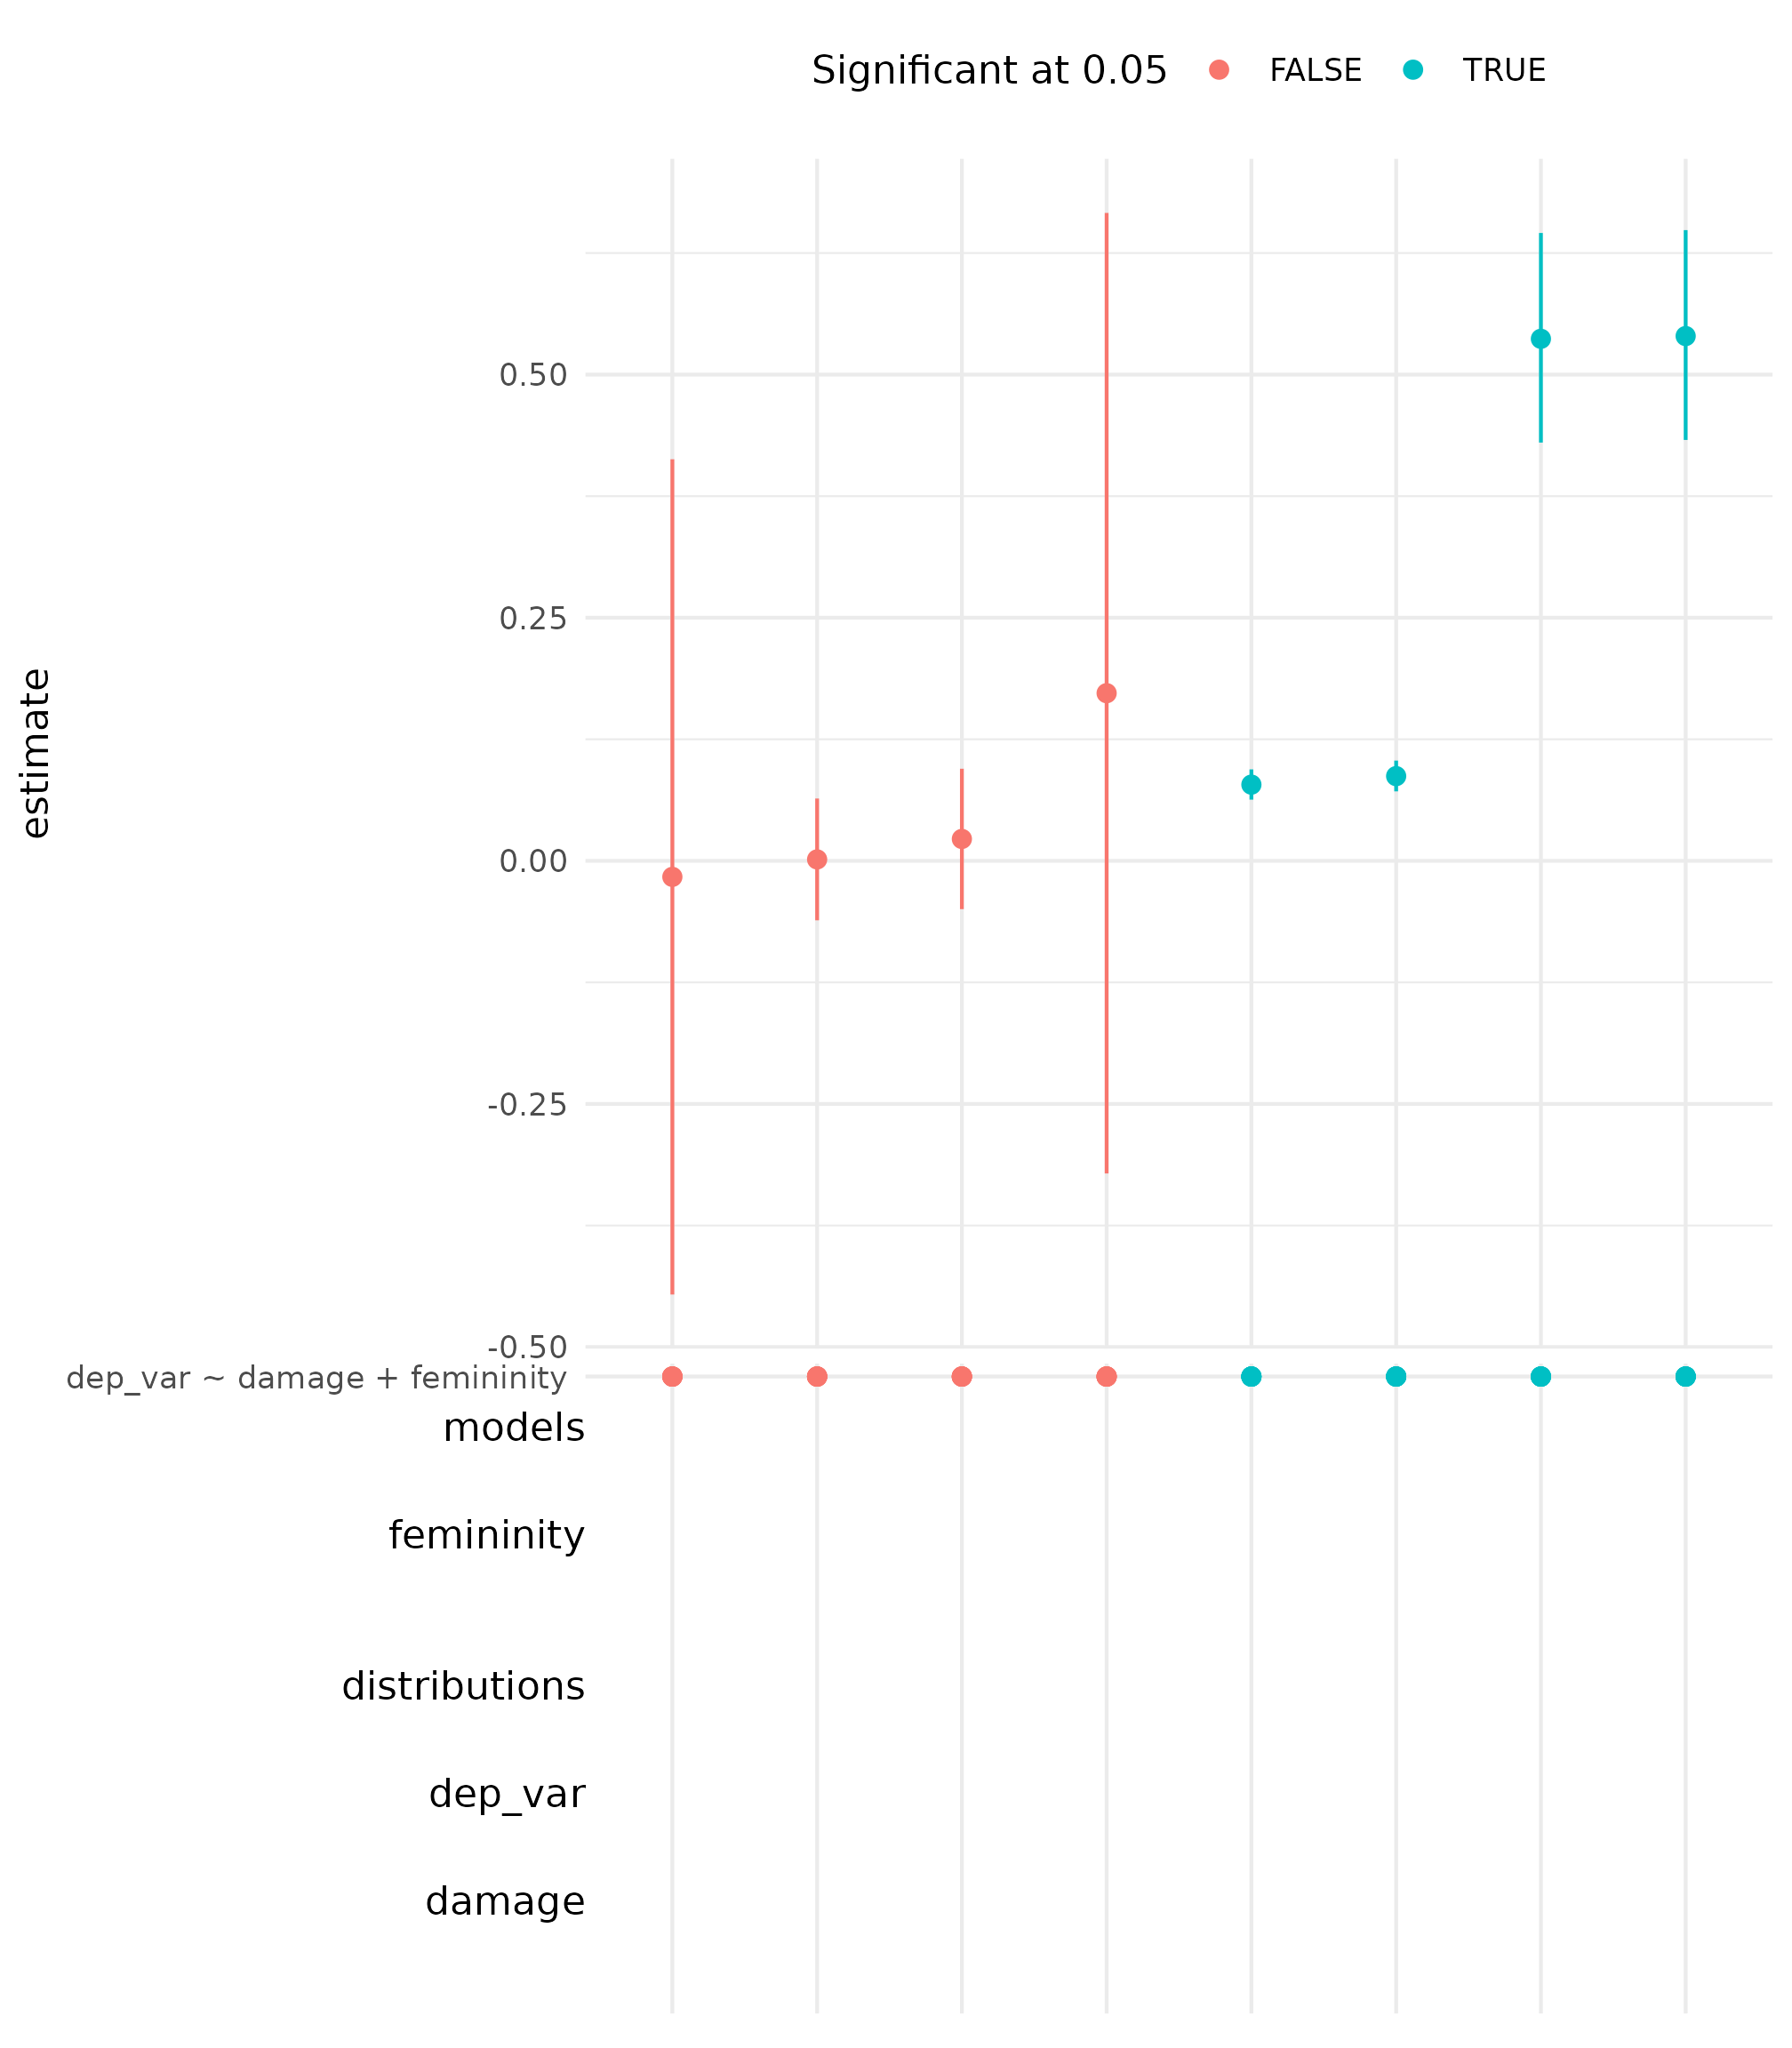 Significant at 0.05 FALSE TRUE
estimate
0.50
0.25
0.00
-0.25
-0.50
dep_var ~ damage + femininity
models
femininity
distributions
dep_var
damage